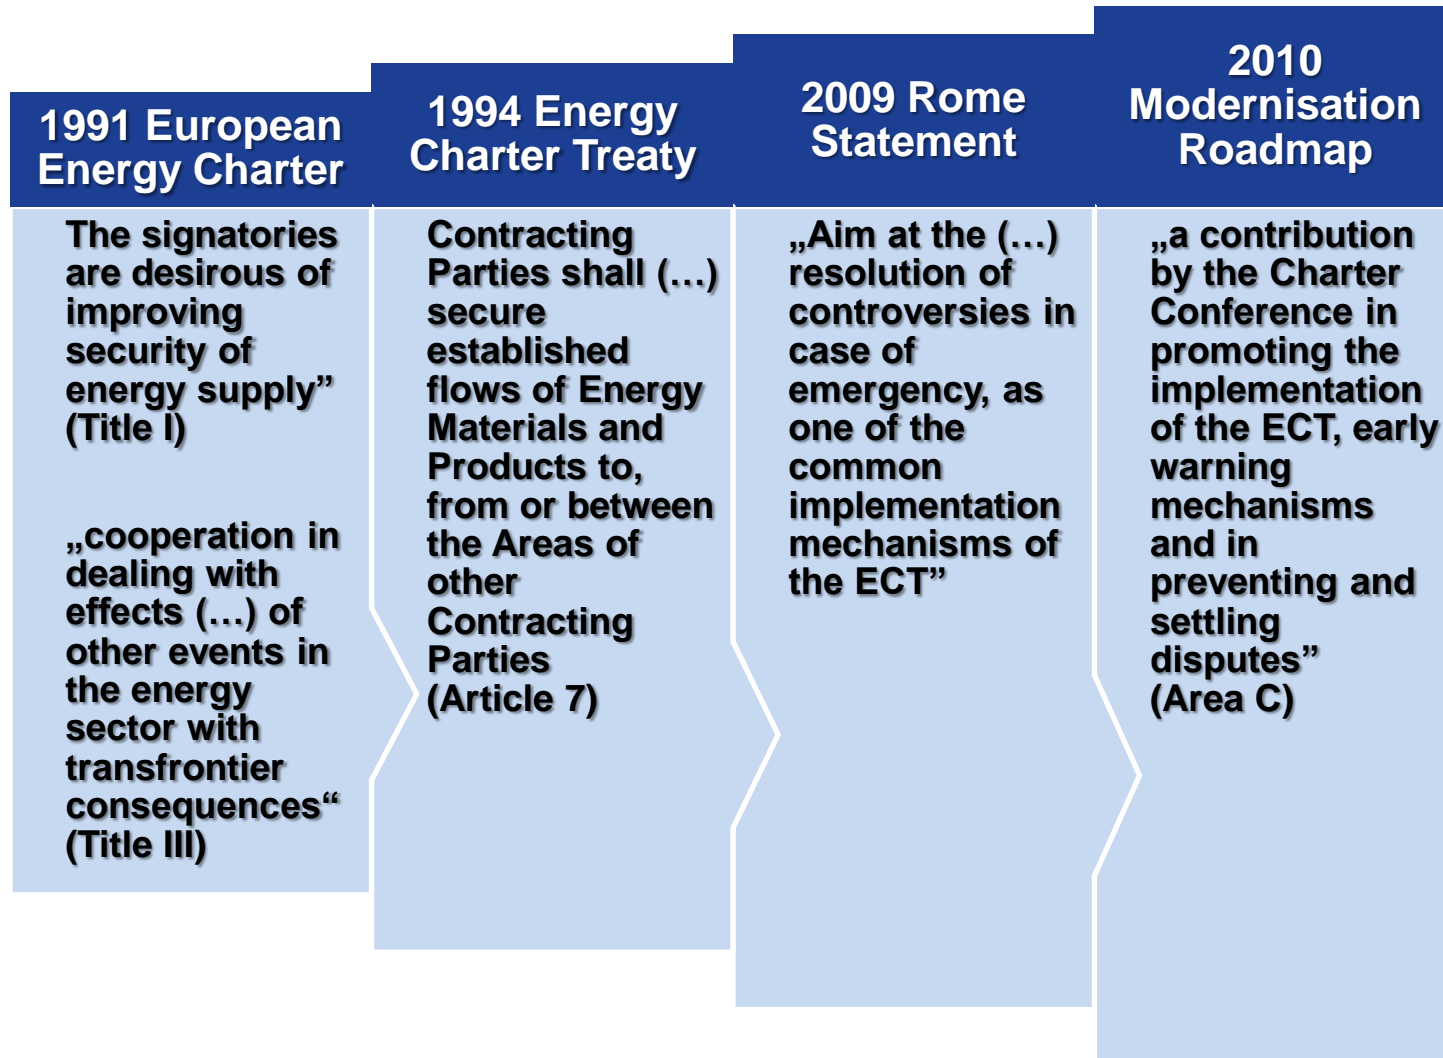 1991 European
Energy Charter
The signatories
are desirous of
improving
security of
energy supply”
(Title I)
„cooperation in
dealing with
effects (…) of
other events in
the energy
sector with
transfrontier
consequences“
(Title III)
1994 Energy
Charter Treaty
Contracting
Parties shall (…)
secure
established
flows of Energy
Materials and
Products to,
from or between
the Areas of
other
Contracting
Parties
(Article 7)
2009 Rome
Statement
„Aim at the (…)
resolution of
controversies in
case of
emergency, as
one of the
common
implementation
mechanisms of
the ECT”
2010
Modernisation
Roadmap
„a contribution
by the Charter
Conference in
promoting the
implementation
of the ECT, early
warning
mechanisms
and in
preventing and
settling
disputes”
(Area C)